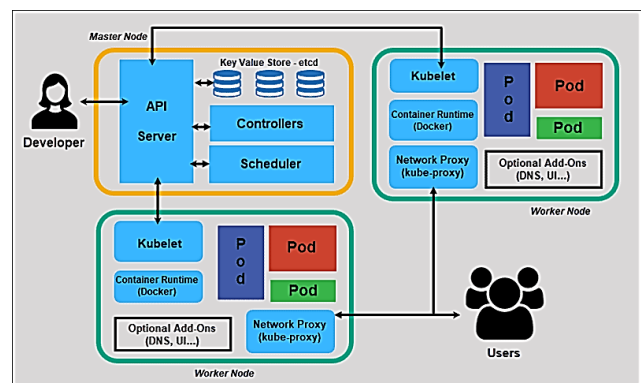 Master Node
Key Value Store - etcd
API
Server
Controllers
Scheduler
Developer
Kubelet
Container Runtime
(Docker)
Network Proxy
(kube-proxy)
P
o
d
Pod
Pod
Optional Add-Ons
(DNS, UI...)
Worker Node
Kubelet
Container Runtime
(Docker)
P
o
d
Pod
Pod
Optional Add-Ons
(DNS, UI...)
Network Proxy
(kube-proxy)
Worker Node
Users